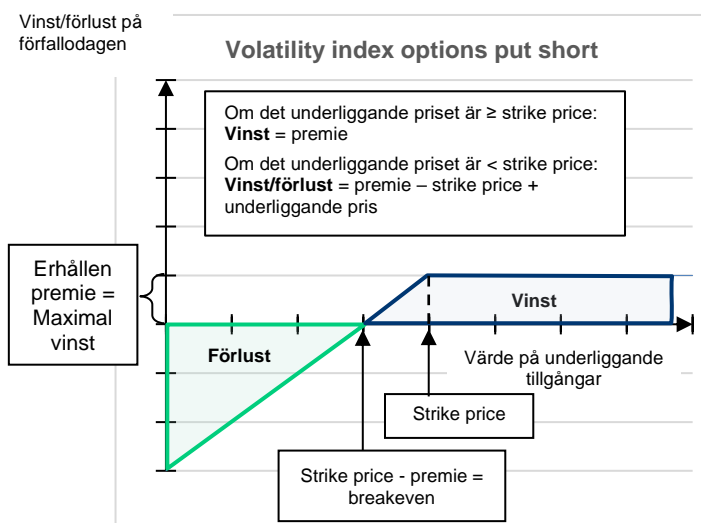 Vinst/förlust på
förfallodagen
Volatility index options put short
Om det underliggande priset är ≥ strike price:
Vinst = premie
Om det underliggande priset är < strike price:
Vinst/förlust = premie – strike price +
underliggande pris
Erhållen
premie =
Maximal
vinst
Vinst
Förlust
Värde på underliggande
tillgångar
Strike price
Strike price - premie =
breakeven